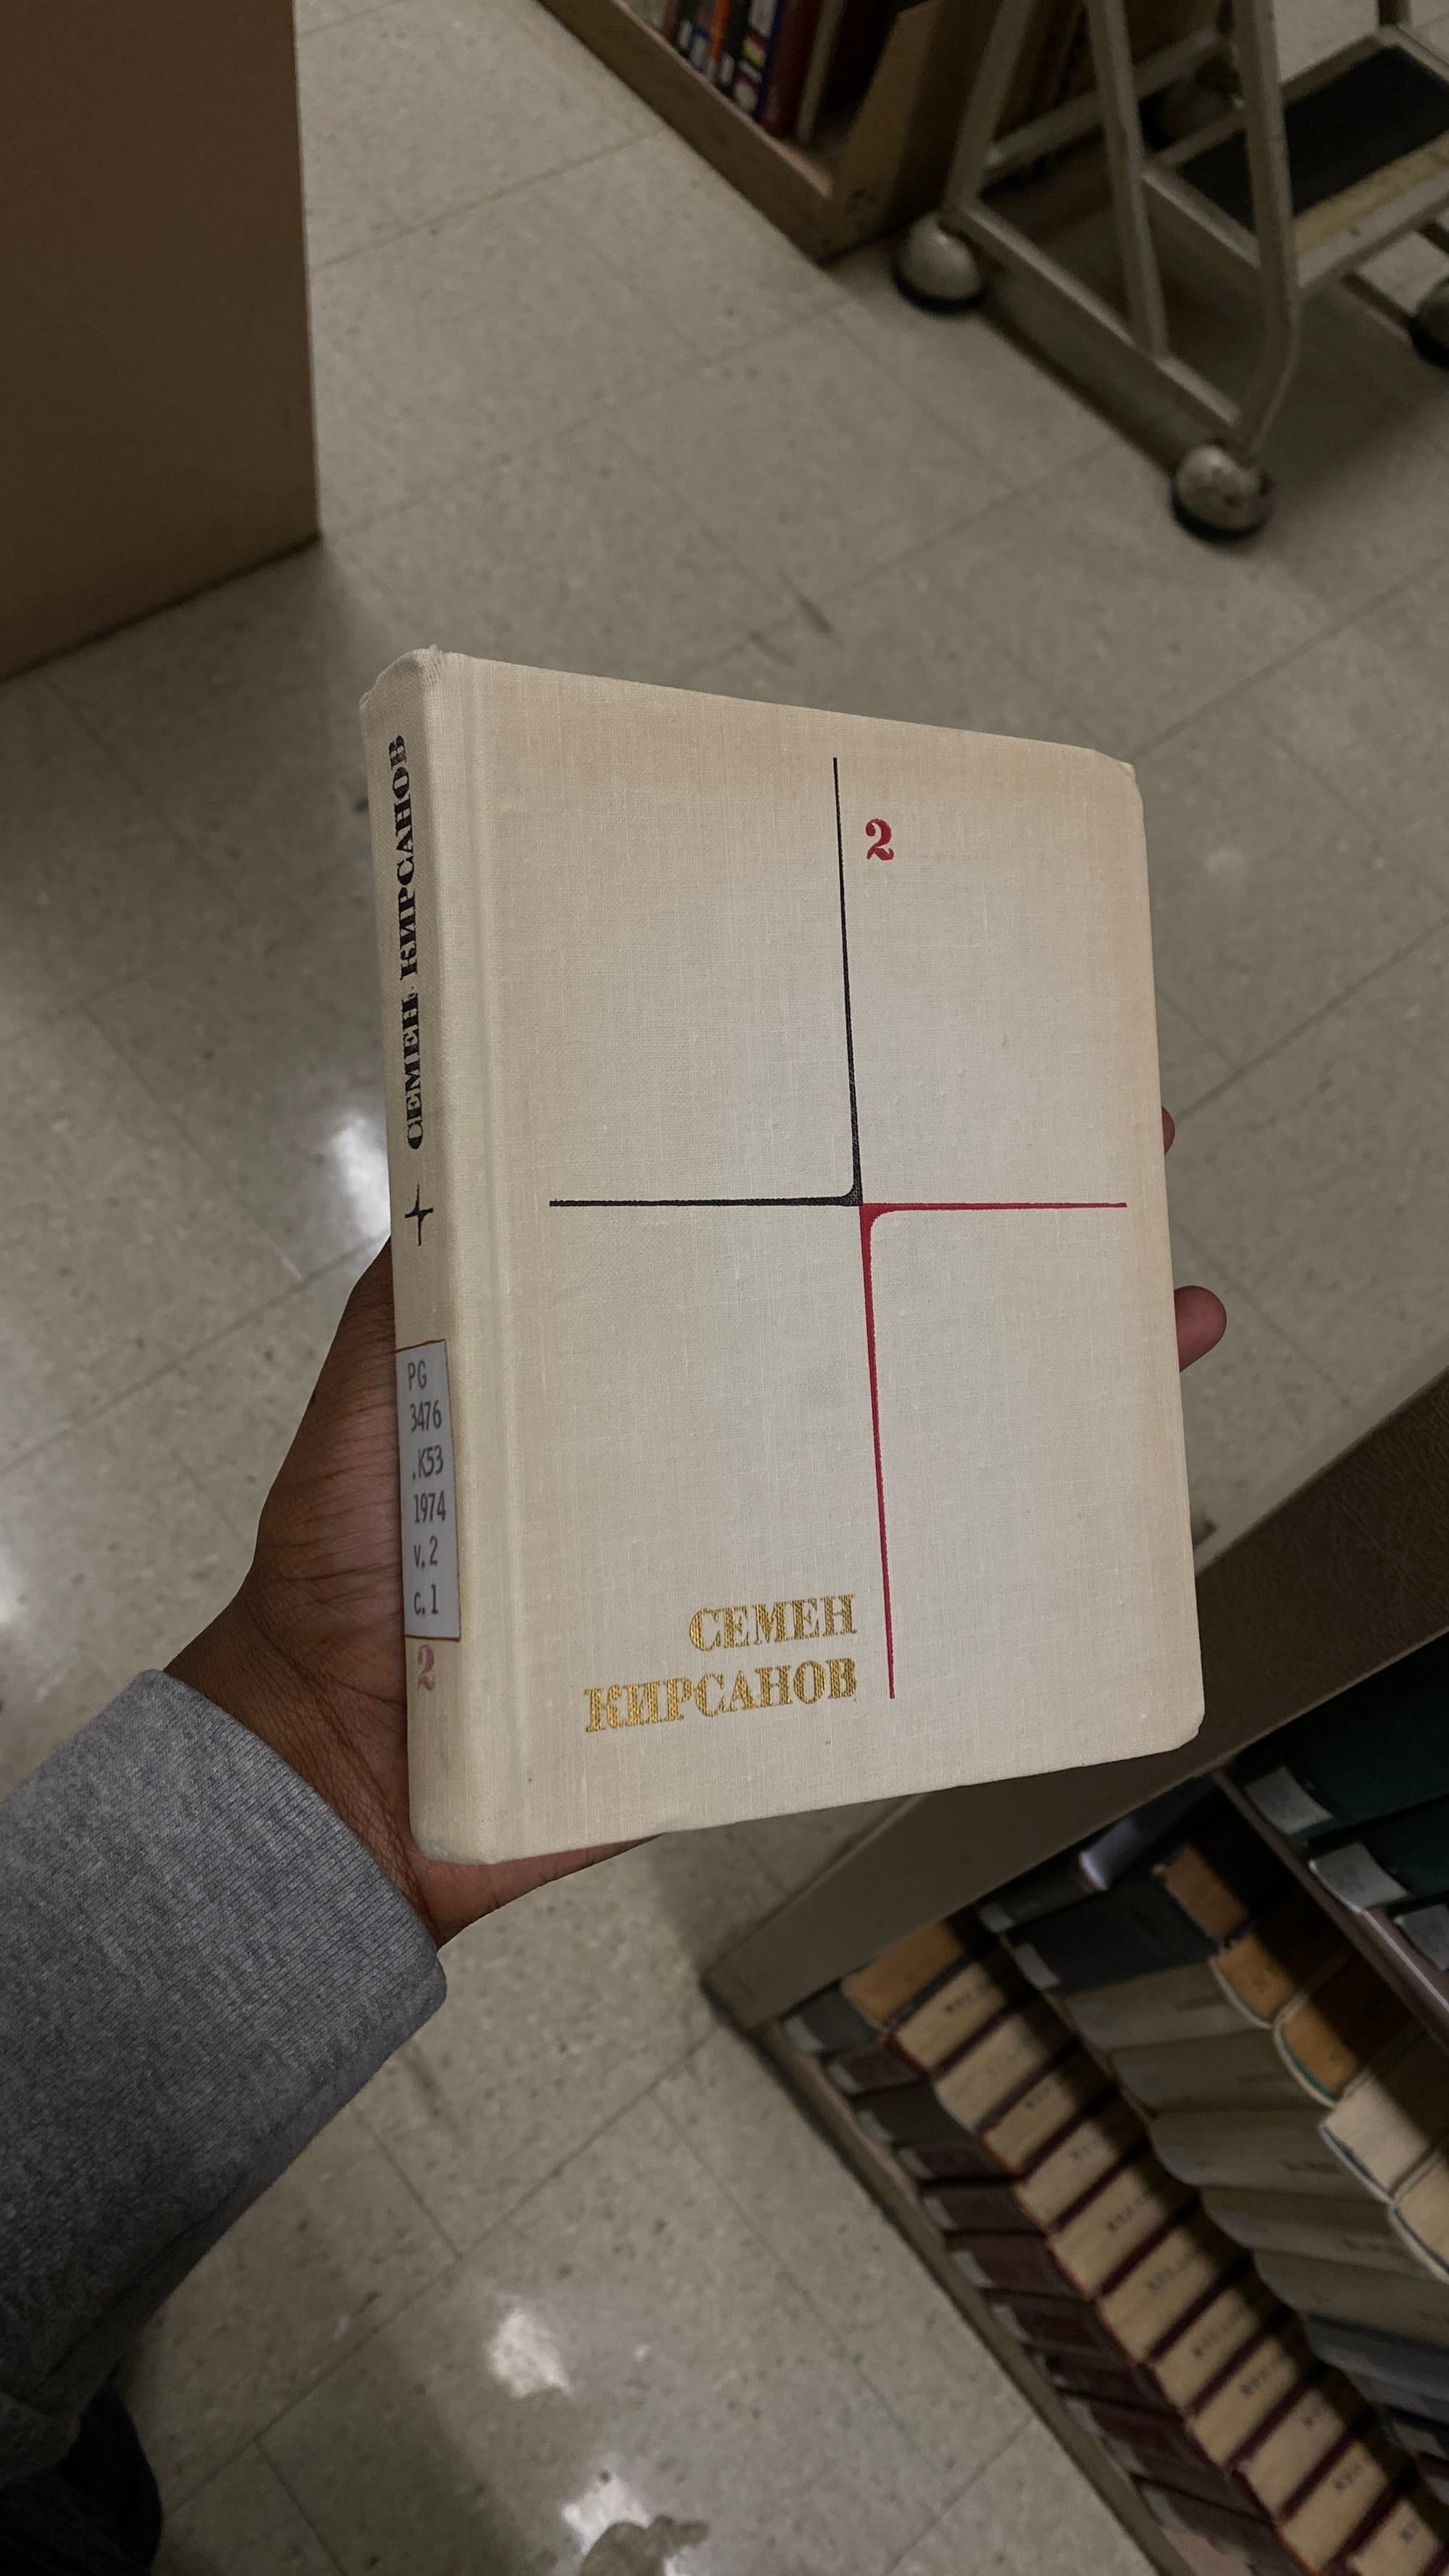 СЕМЕН КИРСАНОВ
PG
3476
.K53
1974
v.2
c.1
2
2
СЕМЕН
КИРСАНОВ